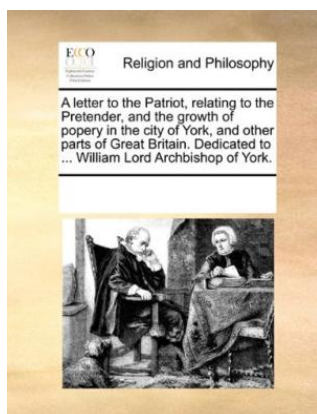 ECCO
Religion and Philosophy
A letter to the Patriot, relating to the
Pretender, and the growth of
popery in the city of York, and other
parts of Great Britain. Dedicated to
... William Lord Archbishop of York.